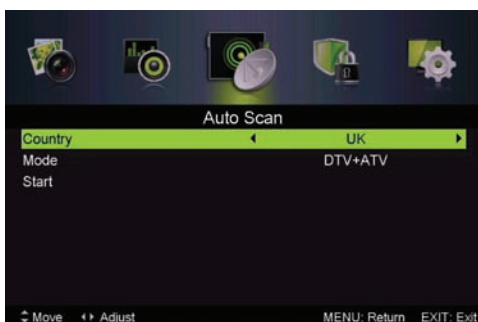 Auto Scan
Country UK
Mode DTV+ATV
Start
Move Adjust MENU: Return EXIT: Exit